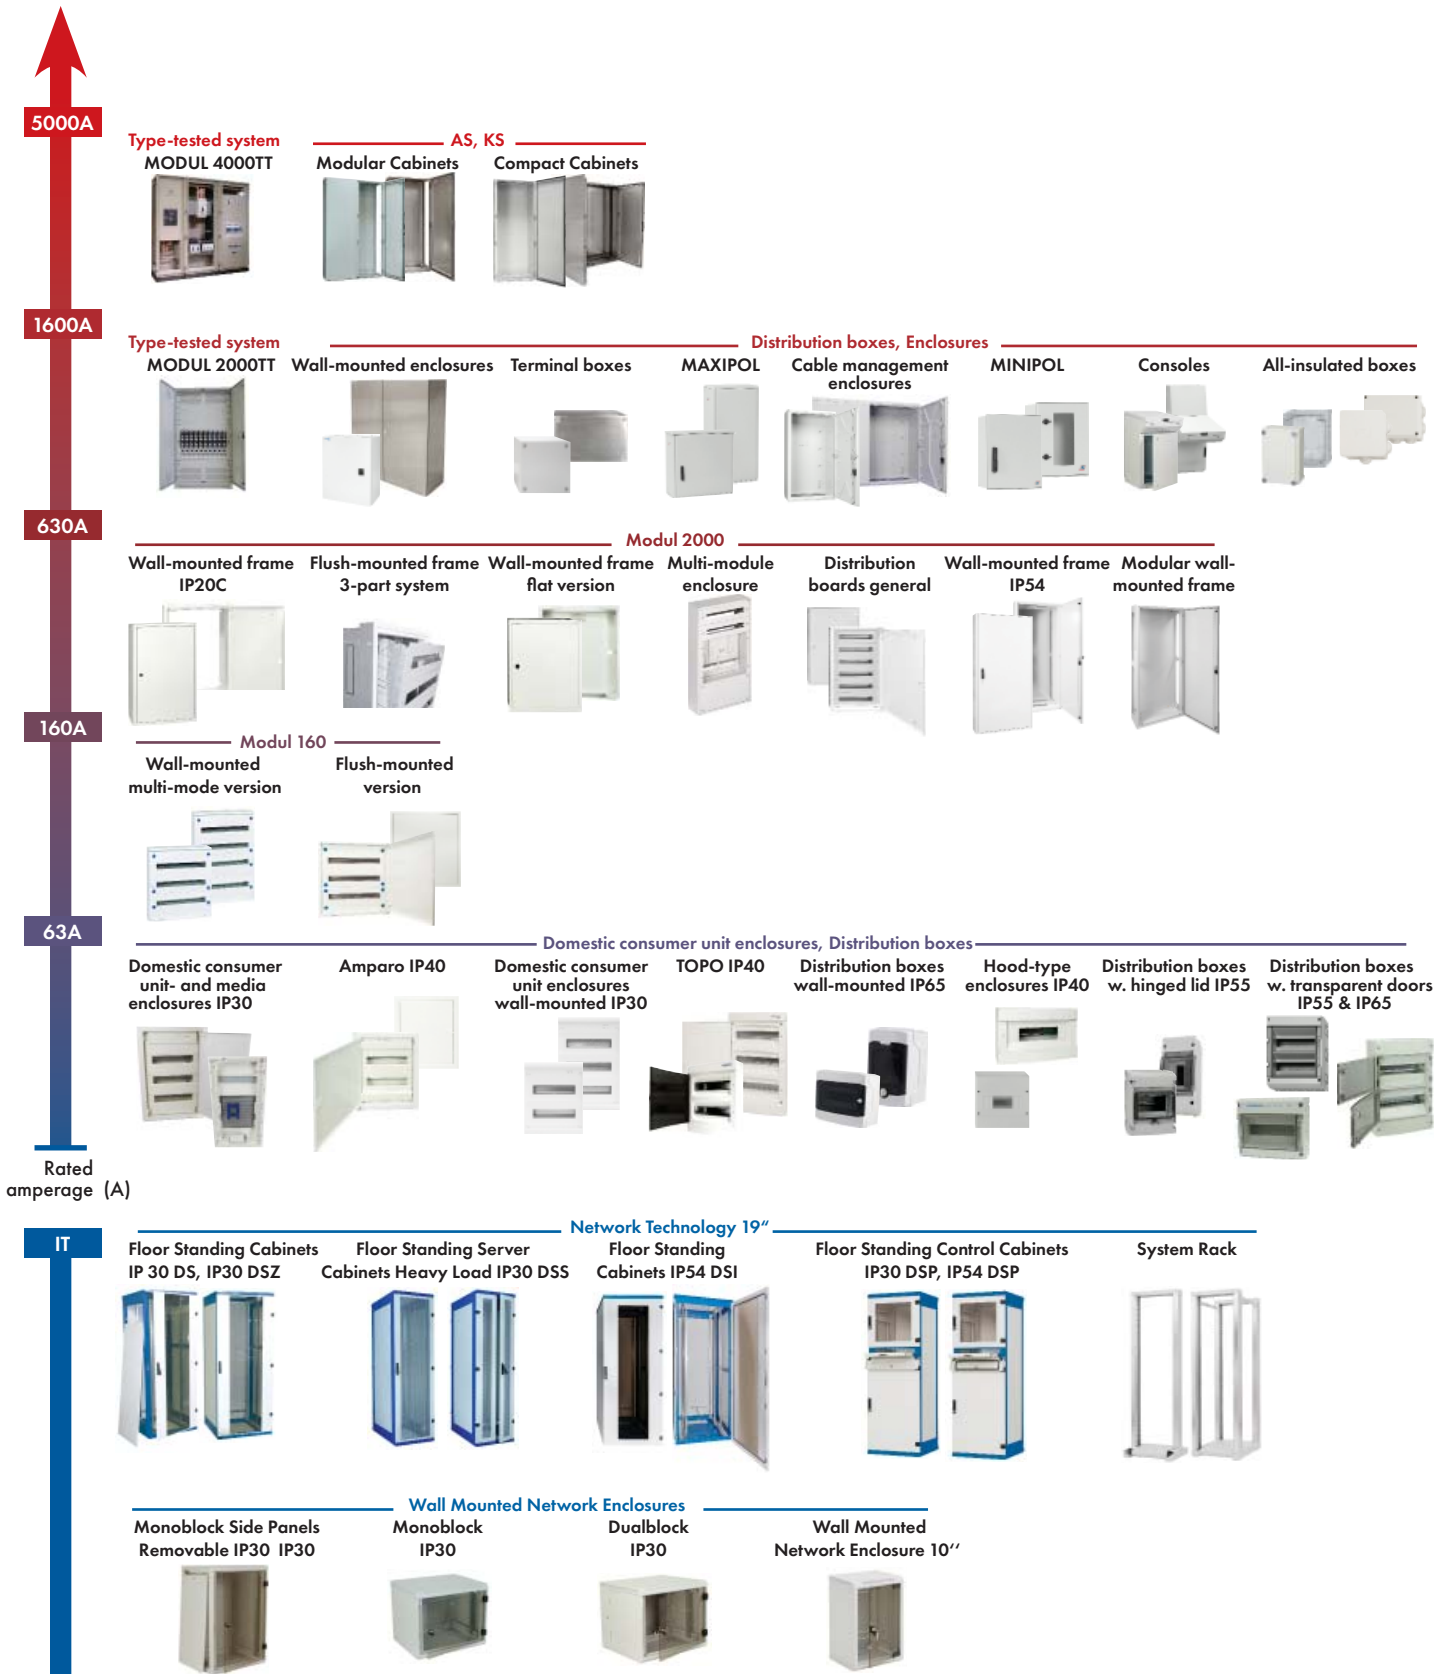 5000A
Type-tested system
AS, KS
MODUL 4000TT
Modular Cabinets
Compact Cabinets
1600A
Type-tested system
Distribution boxes, Enclosures
MODUL 2000TT
Wall-mounted enclosures
Terminal boxes
MAXIPOL
Cable management
enclosures
MINIPOL
Consoles
All-insulated boxes
630A
Modul 2000
Wall-mounted frame
IP20C
Flush-mounted frame
3-part system
Wall-mounted frame
flat version
Multi-module
enclosure
Distribution
boards general
Wall-mounted frame
IP54
Modular wall-
mounted frame
160A
Modul 160
Wall-mounted
multi-mode version
Flush-mounted
version
63A
Domestic consumer unit enclosures, Distribution boxes
Domestic consumer
unit- and media
enclosures IP30
Amparo IP40
Domestic consumer
unit enclosures
wall-mounted IP30
TOPO IP40
Distribution boxes
wall-mounted IP65
Hood-type
enclosures IP40
Distribution boxes
w. hinged lid IP55
Distribution boxes
w. transparent doors
IP55 & IP65
Rated
amperage (A)
IT
Network Technology 19“
Floor Standing Cabinets
IP 30 DS, IP30 DSZ
Floor Standing Server
Cabinets Heavy Load IP30 DSS
Floor Standing
Cabinets IP54 DSI
Floor Standing Control Cabinets
IP30 DSP, IP54 DSP
System Rack
Wall Mounted Network Enclosures
Monoblock Side Panels
Removable IP30 IP30
Monoblock
IP30
Dualblock
IP30
Wall Mounted
Network Enclosure 10‘‘